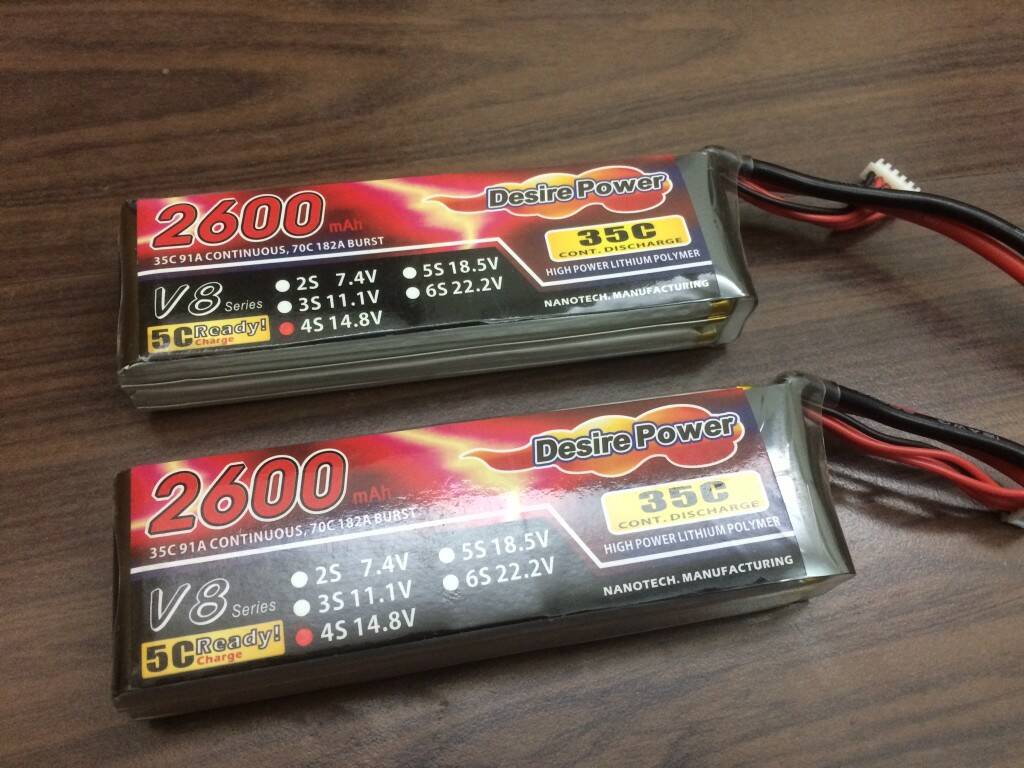 2600 mAh
35C 91A CONTINUOUS, 70C 182A BURST
Desire Power
35C
CONT. DISCHARGE
HIGH POWER LITHIUM POLYMER
NANOTECH. MANUFACTURING
V8 Series
5C Ready!
Charge
2S 7.4V
3S 11.1V
4S 14.8V
5S 18.5V
6S 22.2V
2600 mAh
35C 91A CONTINUOUS, 70C 182A BURST
Desire Power
35C
CONT. DISCHARGE
HIGH POWER LITHIUM POLYMER
NANOTECH. MANUFACTURING
V8 Series
5C Ready!
Charge
2S 7.4V
3S 11.1V
4S 14.8V
5S 18.5V
6S 22.2V